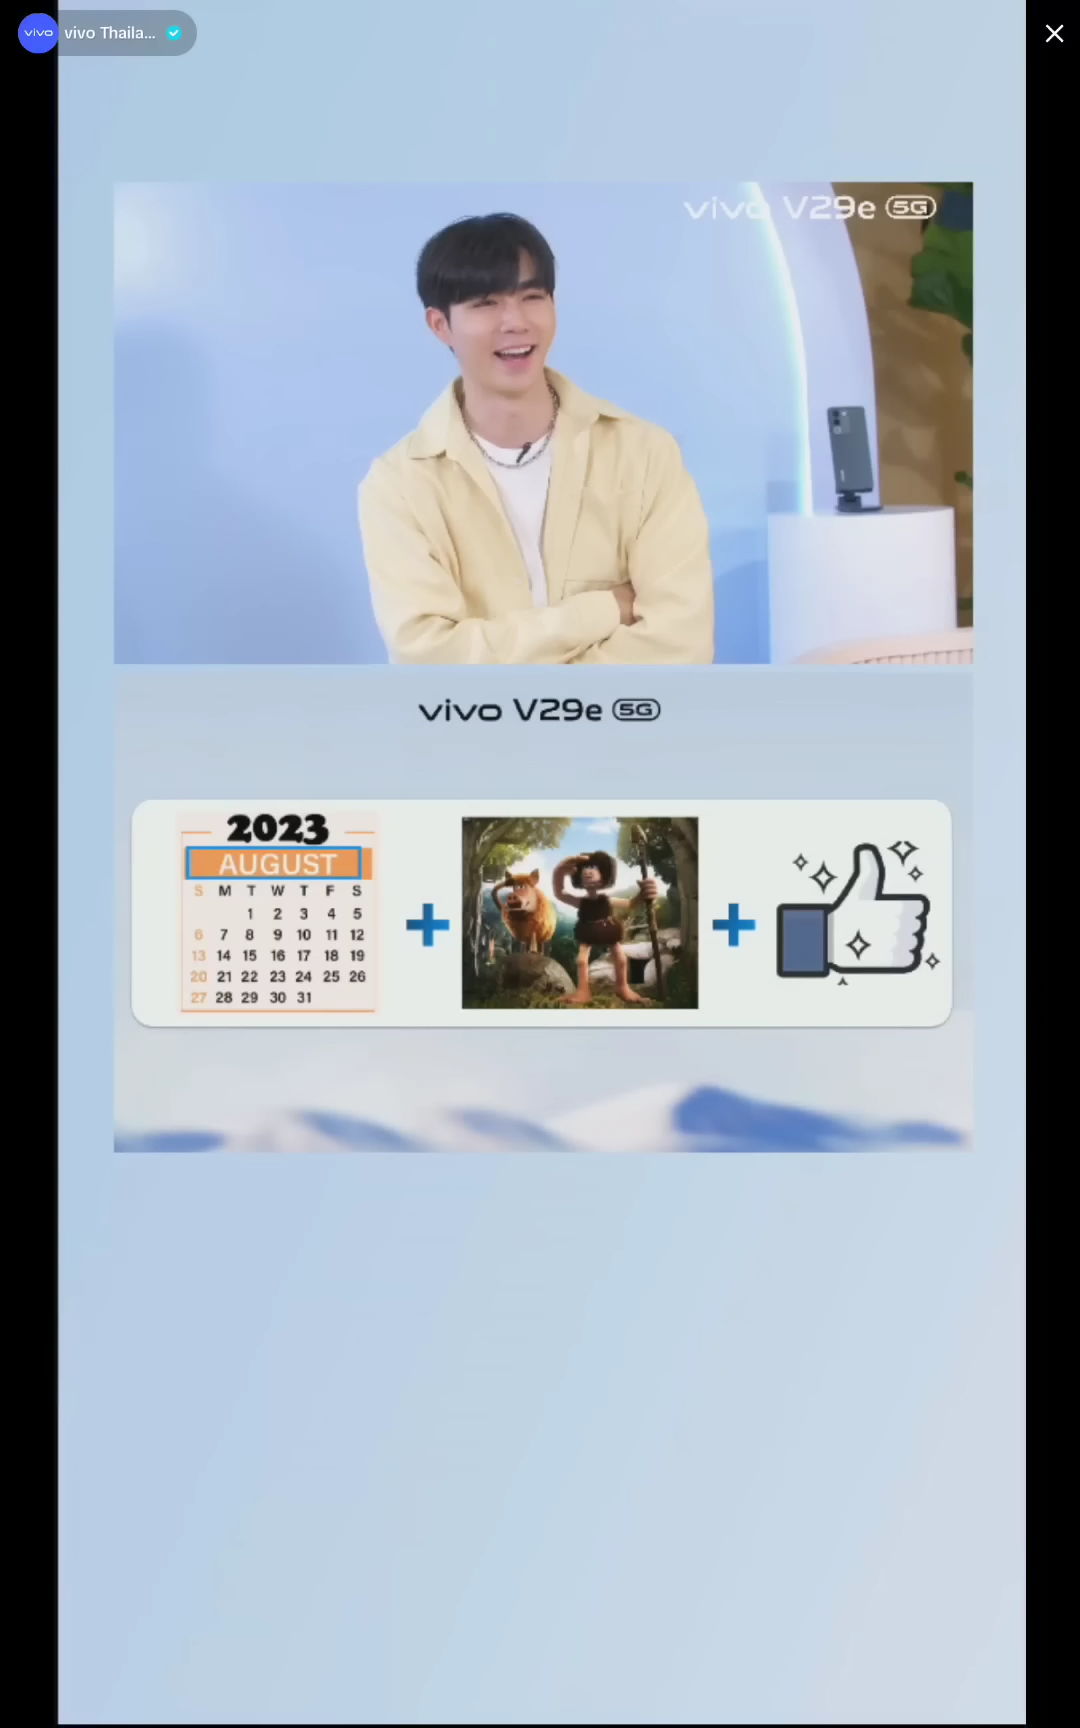 vivo vivo Thaila...
vivo V29e 5G
vivo V29e 5G
2023
AUGUST
S M T W T F S
1 2 3 4 5
6 7 8 9 10 11 12
13 14 15 16 17 18 19
20 21 22 23 24 25 26
27 28 29 30 31